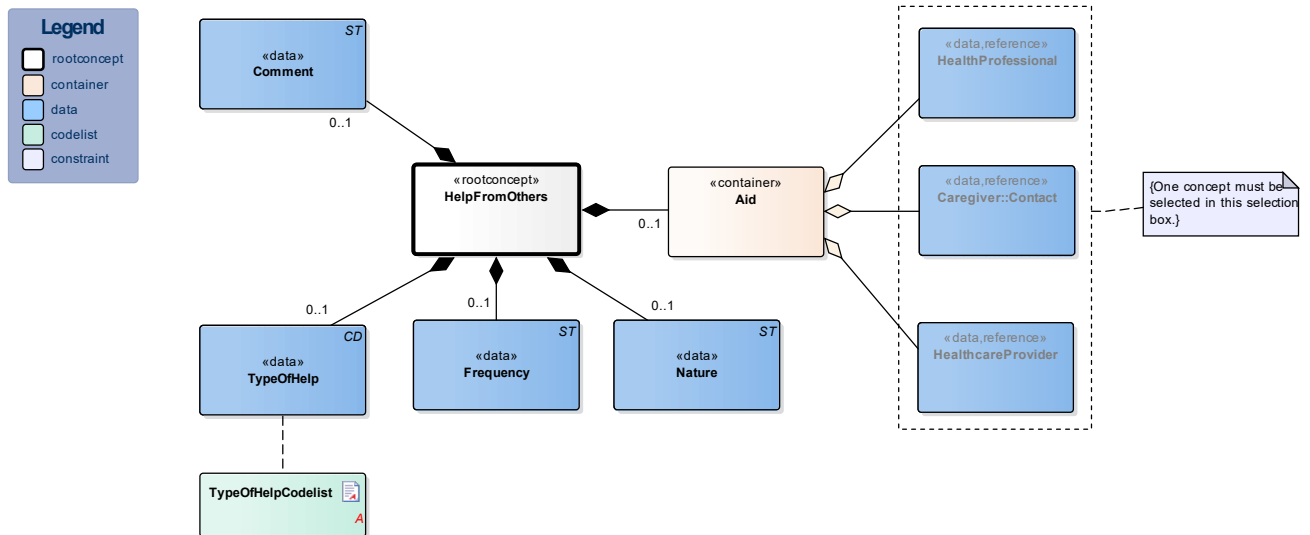 Legend
rootconcept
container
data
codelist
constraint
ST
«data»
Comment
0..1
«rootconcept»
HelpFromOthers
0..1
«container»
Aid
«data,reference»
HealthProfessional
«data,reference»
Caregiver::Contact
«data,reference»
HealthcareProvider
{One concept must be
selected in this selection
box.}
0..1
0..1
0..1
CD
«data»
TypeOfHelp
ST
«data»
Frequency
ST
«data»
Nature
TypeOfHelpCodelist
A